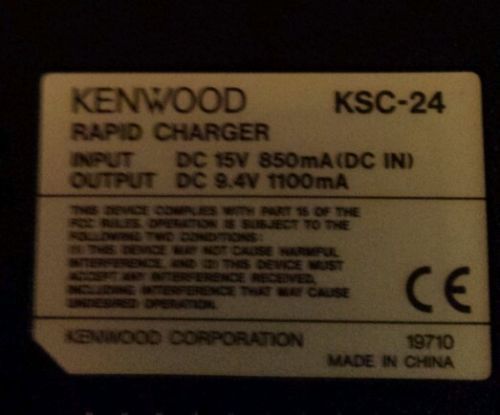 KENWOOD KSC-24
RAPID CHARGER
INPUT DC 15V 850mA (DC IN)
OUTPUT DC 9.4V 1100mA
THIS DEVICE COMPLIES WITH PART 15 OF THE
FCC RULES. OPERATION IS SUBJECT TO THE
FOLLOWING TWO CONDITIONS:
(1) THIS DEVICE MAY NOT CAUSE HARMFUL
INTERFERENCE, AND (2) THIS DEVICE MUST
ACCEPT ANY INTERFERENCE RECEIVED,
INCLUDING INTERFERENCE THAT MAY CAUSE
UNDESIRED OPERATION.
CE
KENWOOD CORPORATION 19710
MADE IN CHINA